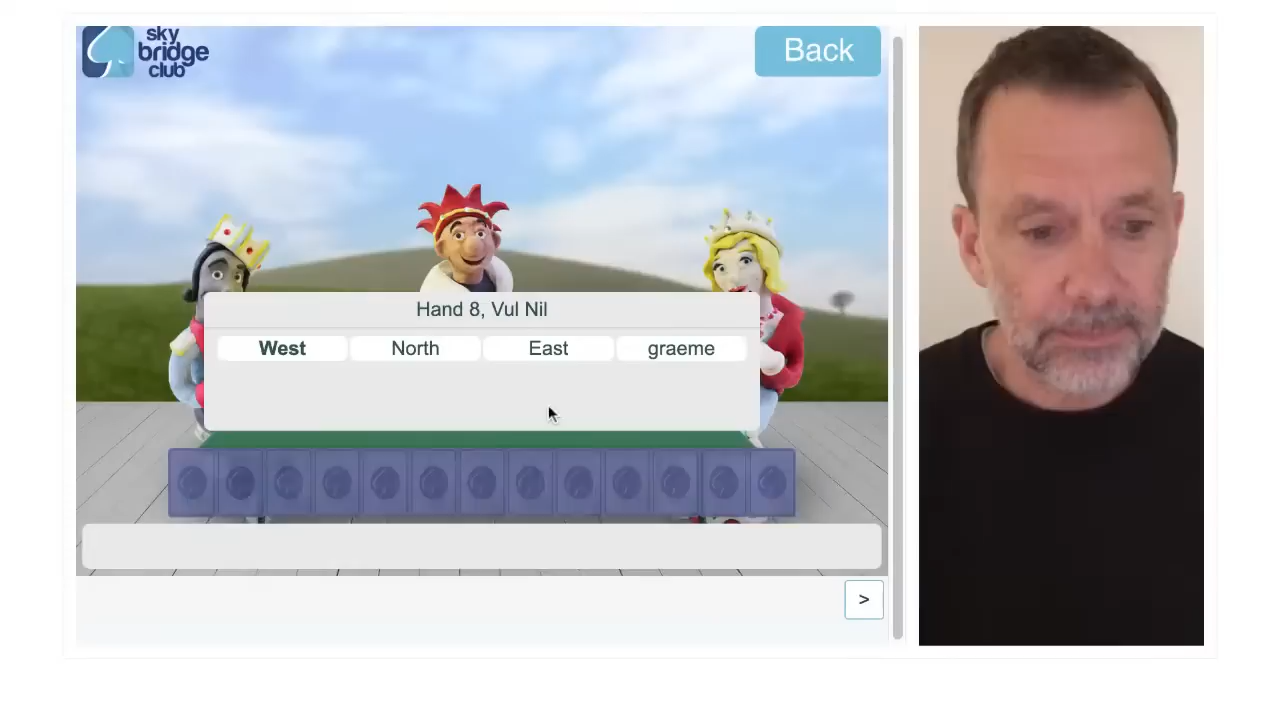 sky
bridge
club
Back
Hand 8, Vul Nil
West North East graeme
>